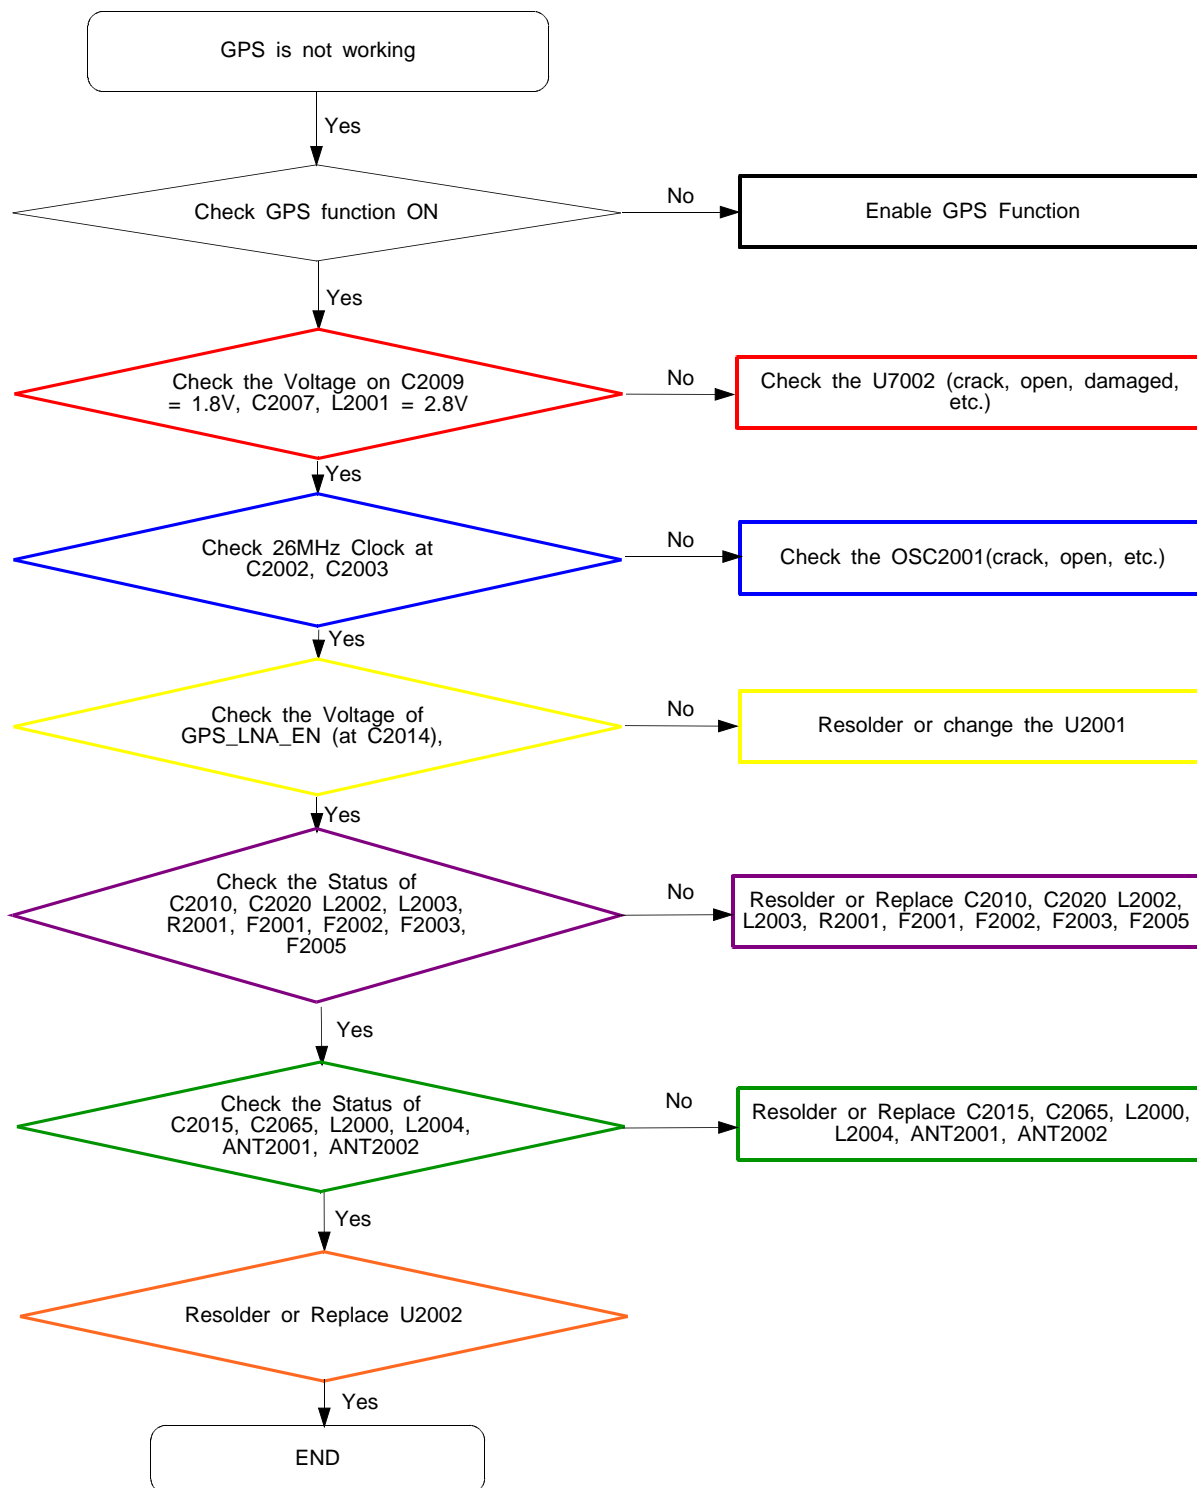 GPS is not working
Yes
Check GPS function ON
No
Enable GPS Function
Yes
Check the Voltage on C2009
= 1.8V, C2007, L2001 = 2.8V
No
Check the U7002 (crack, open, damaged,
etc.)
Yes
Check 26MHz Clock at
C2002, C2003
No
Check the OSC2001(crack, open, etc.)
Yes
Check the Voltage of
GPS_LNA_EN (at C2014),
No
Resolder or change the U2001
Yes
Check the Status of
C2010, C2020 L2002, L2003,
R2001, F2001, F2002, F2003,
F2005
No
Resolder or Replace C2010, C2020 L2002,
L2003, R2001, F2001, F2002, F2003, F2005
Yes
Check the Status of
C2015, C2065, L2000, L2004,
ANT2001, ANT2002
No
Resolder or Replace C2015, C2065, L2000,
L2004, ANT2001, ANT2002
Yes
Resolder or Replace U2002
Yes
END